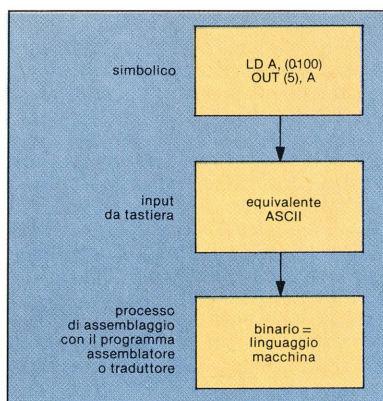 simbolico
LD A, (0100)
OUT (5), A
input
da tastiera
equivalente
ASCII
processo
di assemblaggio
con il programma
assemblatore
o traduttore
binario =
linguaggio
macchina